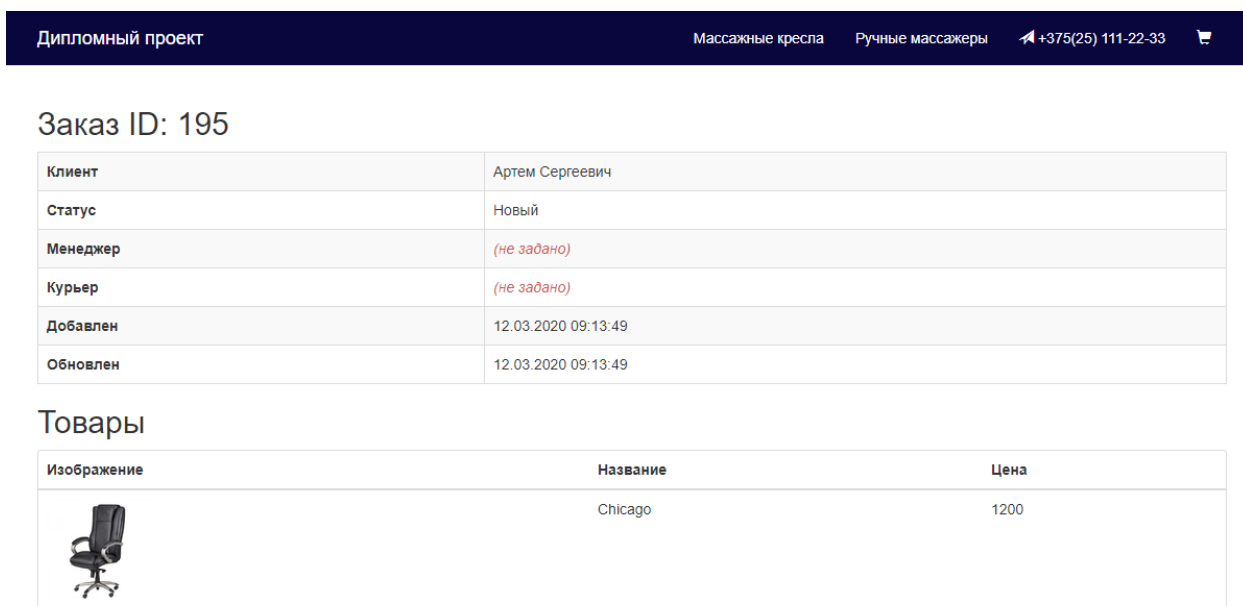 Дипломный проект Массажные кресла Ручные массажеры +375(25) 111-22-33
Заказ ID: 195
Клиент Артем Сергеевич
Статус Новый
Менеджер (не задано)
Курьер (не задано)
Добавлен 12.03.2020 09:13:49
Обновлен 12.03.2020 09:13:49
Товары
Изображение Название Цена
Chicago 1200